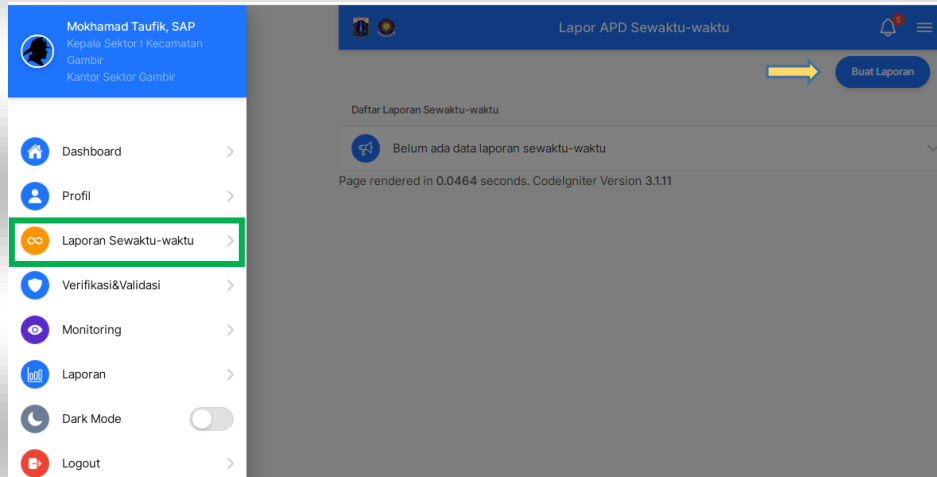 Mokhamad Taufik, SAP
Kepala Sektor I Kecamatan
Gambir
Kantor Sektor Gambir
Dashboard
Profil
Laporan Sewaktu-waktu
Verifikasi&Validasi
Monitoring
Laporan
Dark Mode
Logout
Lapor APD Sewaktu-waktu
5
Buat Laporan
Daftar Laporan Sewaktu-waktu
Belum ada data laporan sewaktu-waktu
Page rendered in 0.0464 seconds. CodeIgniter Version 3.1.11